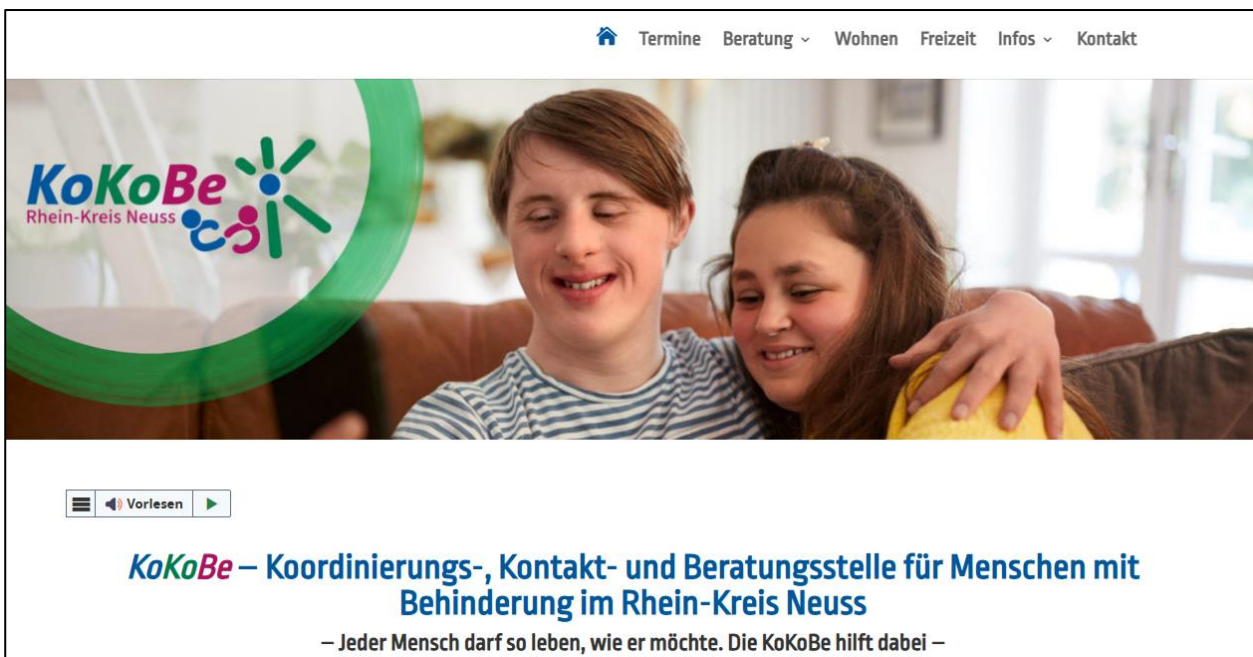 Termine Beratung Wohnen Freizeit Infos Kontakt
KoKoBe
Rhein-Kreis Neuss
Vorlesen
KoKoBe – Koordinierungs-, Kontakt- und Beratungsstelle für Menschen mit
Behinderung im Rhein-Kreis Neuss
– Jeder Mensch darf so leben, wie er möchte. Die KoKoBe hilft dabei –